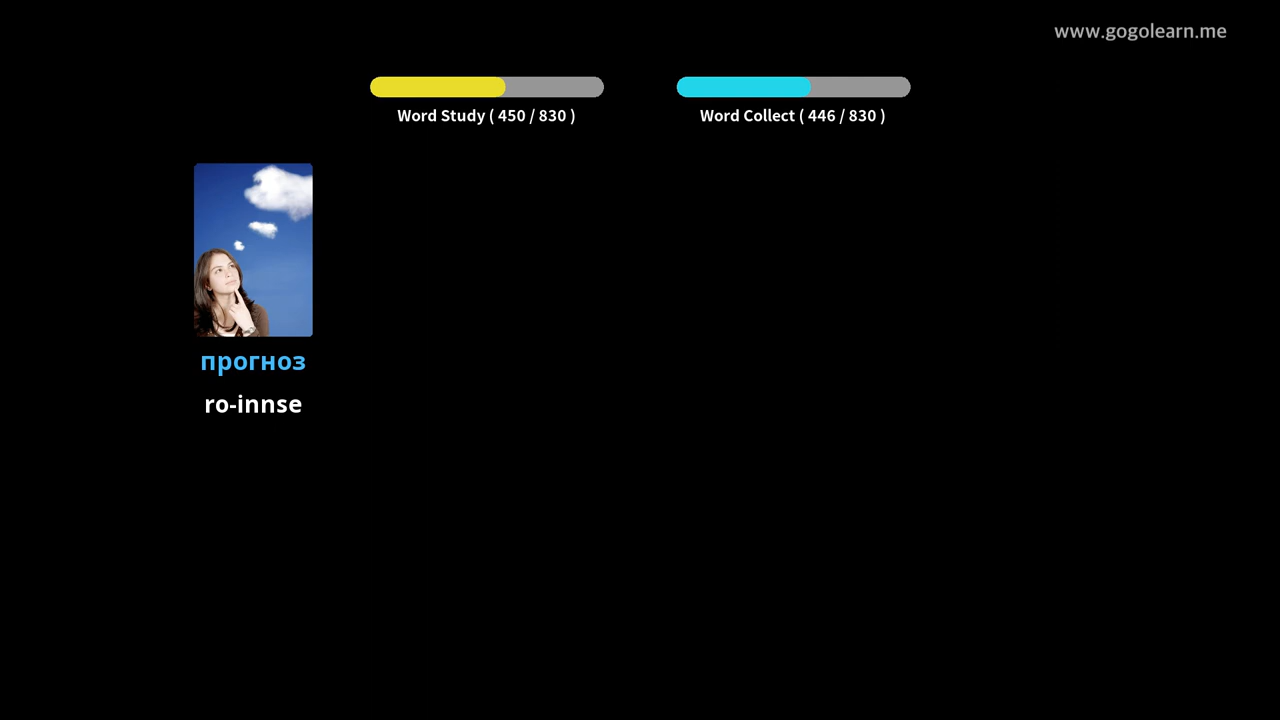 www.gogolearn.me
Word Study ( 450 / 830 )
Word Collect ( 446 / 830 )
прогноз
ro-innse